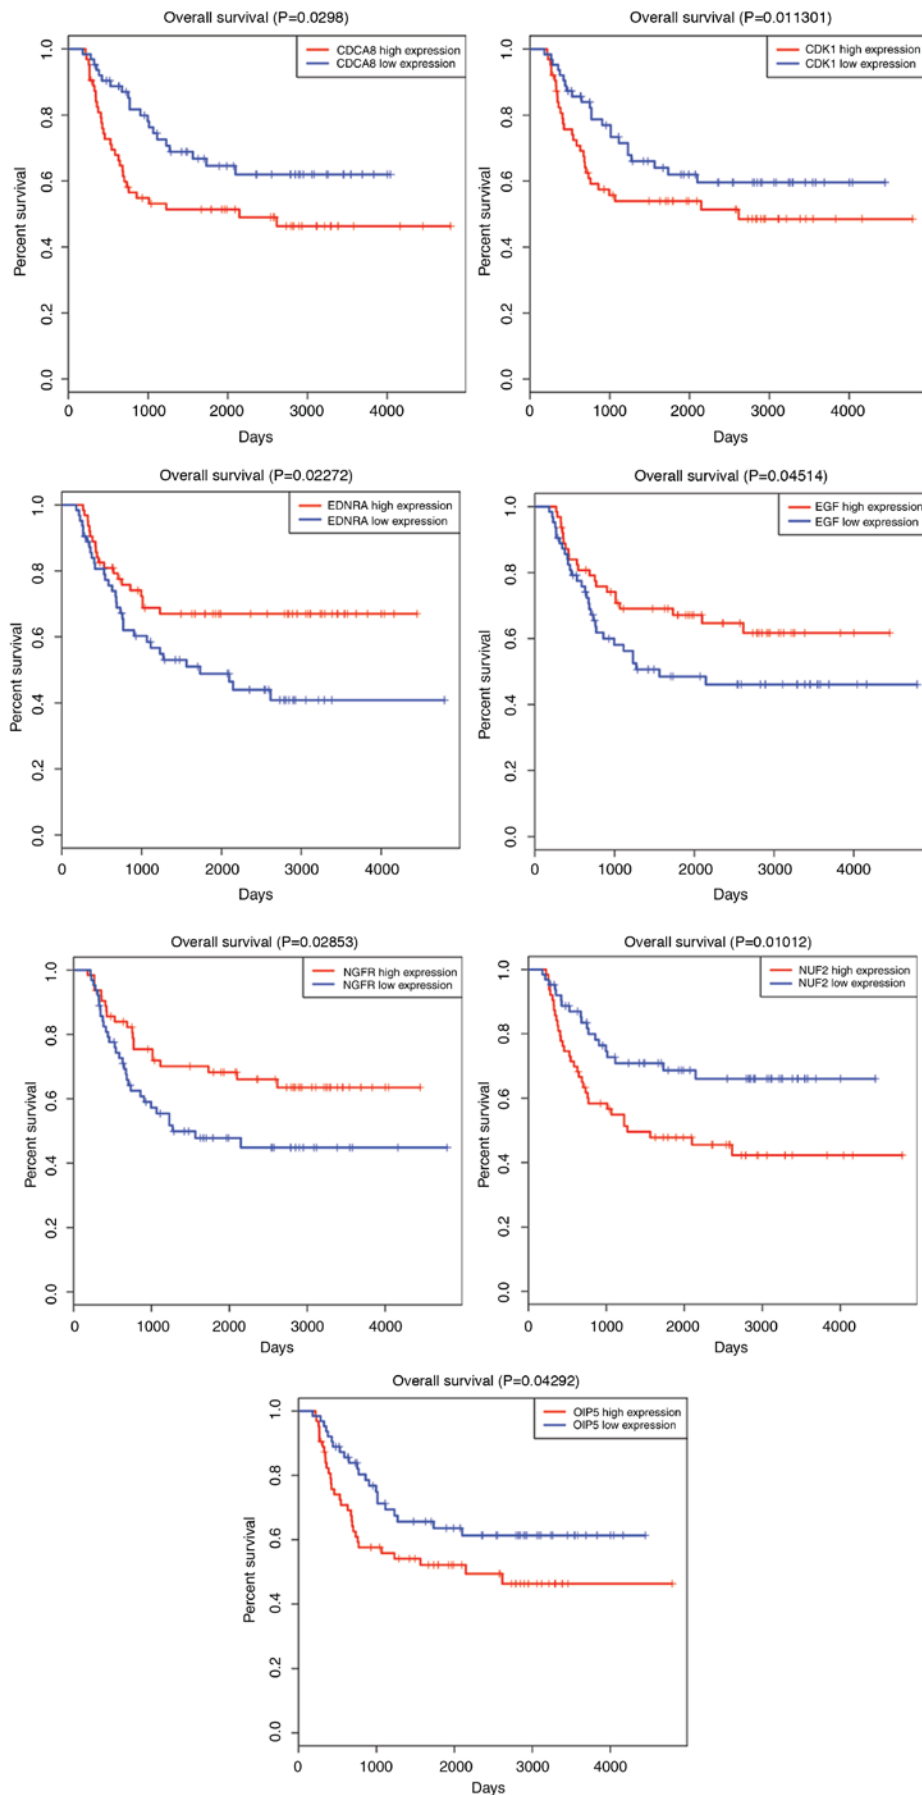 Overall survival (P=0.0298)
CDCA8 high expression
CDCA8 low expression
Percent survival
1.0
0.8
0.6
0.4
0.2
0.0
0 1000 2000 3000 4000
Days
Overall survival (P=0.011301)
CDK1 high expression
CDK1 low expression
Percent survival
1.0
0.8
0.6
0.4
0.2
0.0
0 1000 2000 3000 4000
Days
Overall survival (P=0.02272)
EDNRA high expression
EDNRA low expression
Percent survival
1.0
0.8
0.6
0.4
0.2
0.0
0 1000 2000 3000 4000
Days
Overall survival (P=0.04514)
EGF high expression
EGF low expression
Percent survival
1.0
0.8
0.6
0.4
0.2
0.0
0 1000 2000 3000 4000
Days
Overall survival (P=0.02853)
NGFR high expression
NGFR low expression
Percent survival
1.0
0.8
0.6
0.4
0.2
0.0
0 1000 2000 3000 4000
Days
Overall survival (P=0.01012)
NUF2 high expression
NUF2 low expression
Percent survival
1.0
0.8
0.6
0.4
0.2
0.0
0 1000 2000 3000 4000
Days
Overall survival (P=0.04292)
OIP5 high expression
OIP5 low expression
Percent survival
1.0
0.8
0.6
0.4
0.2
0.0
0 1000 2000 3000 4000
Days